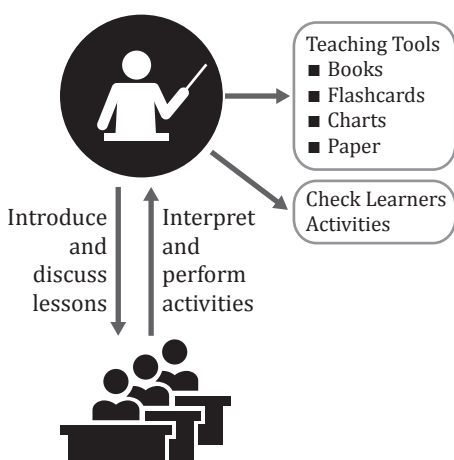 Teaching Tools
■ Books
■ Flashcards
■ Charts
■ Paper
Check Learners
Activities
Introduce
and
discuss
lessons
Interpret
and
perform
activities